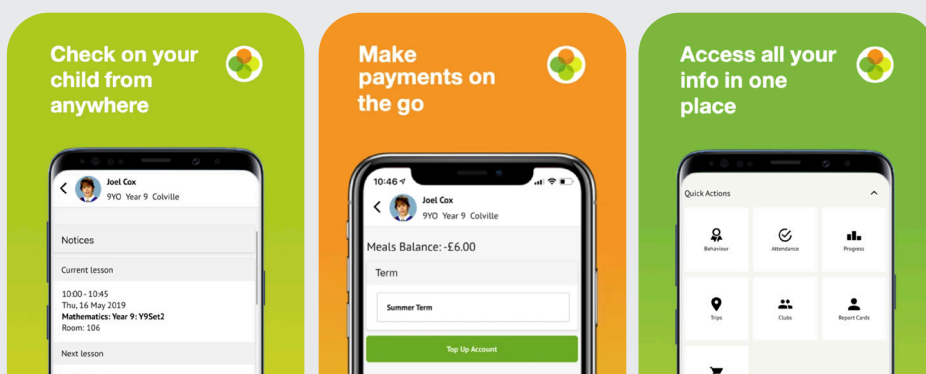 Check on your
child from
anywhere
Joel Cox
9YO Year 9 Colville
Notices
Current lesson
10:00 - 10:45
Thu, 16 May 2019
Mathematics: Year 9: Y9Set2
Room: 106
Next lesson
Make
payments on
the go
10:46
Joel Cox
9YO Year 9 Colville
Meals Balance: -£6.00
Term
Summer Term
Top Up Account
Access all your
info in one
place
Quick Actions
Behaviour
Attendance
Progress
Trips
Clubs
Report Cards